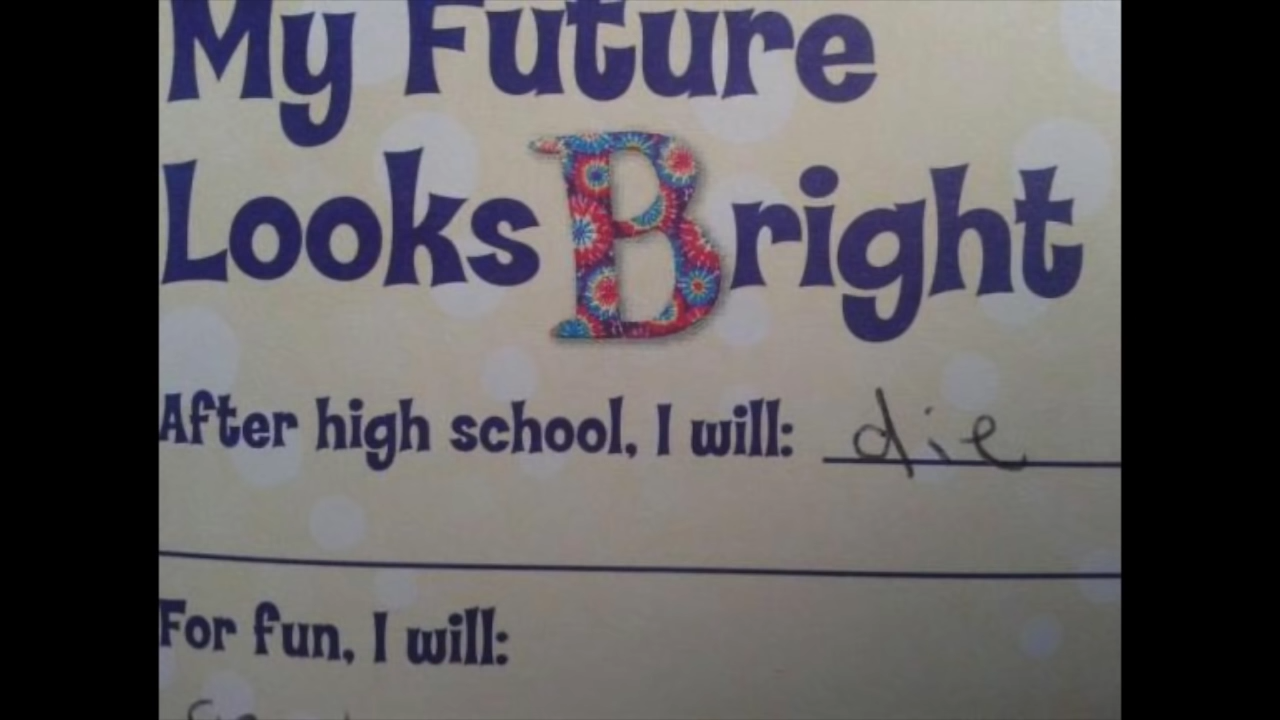 My Future
Looks Bright
After high school, I will: die
For fun, I will: